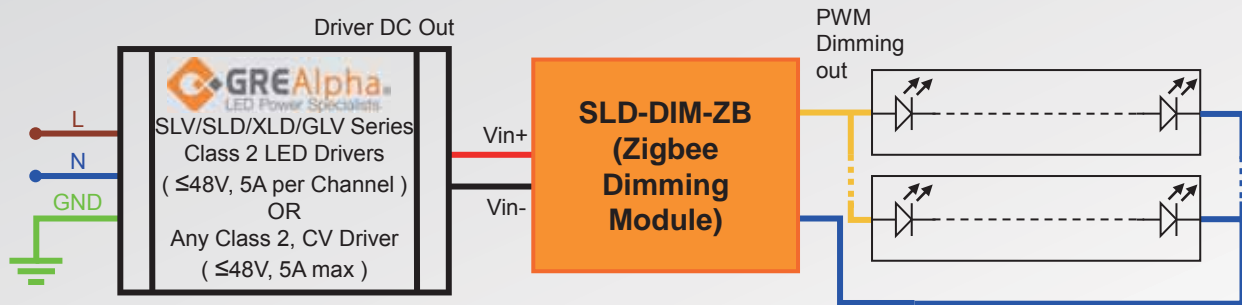 Driver DC Out
PWM
Dimming
out
GREAlpha®
LED Power Specialists
L
SLV/SLD/XLD/GLV Series
N
Class 2 LED Drivers
( ≤48V, 5A per Channel )
GND
OR
Any Class 2, CV Driver
( ≤48V, 5A max )
Vin+
Vin-
SLD-DIM-ZB
(Zigbee
Dimming
Module)